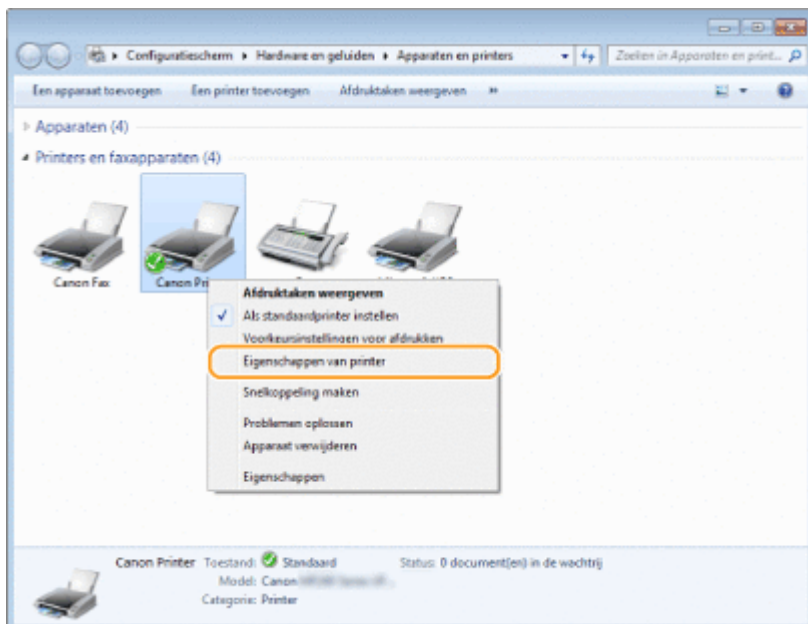 Configuratiescherm ▸ Hardware en geluiden ▸ Apparaten en printers
Zoeken in Apparaten en print...
Een apparaat toevoegen Een printer toevoegen Afdruktaken weergeven »
Apparaten (4)
Printers en faxapparaten (4)
Canon Fax Canon Pri
Afdruktaken weergeven
Als standaardprinter instellen
Voorkeursinstellingen voor afdrukken
Eigenschappen van printer
Snelkoppeling maken
Problemen oplossen
Apparaat verwijderen
Eigenschappen
Canon Printer Toestand: Standaard Status: 0 document(en) in de wachtrij
Model: Canon
Categorie: Printer